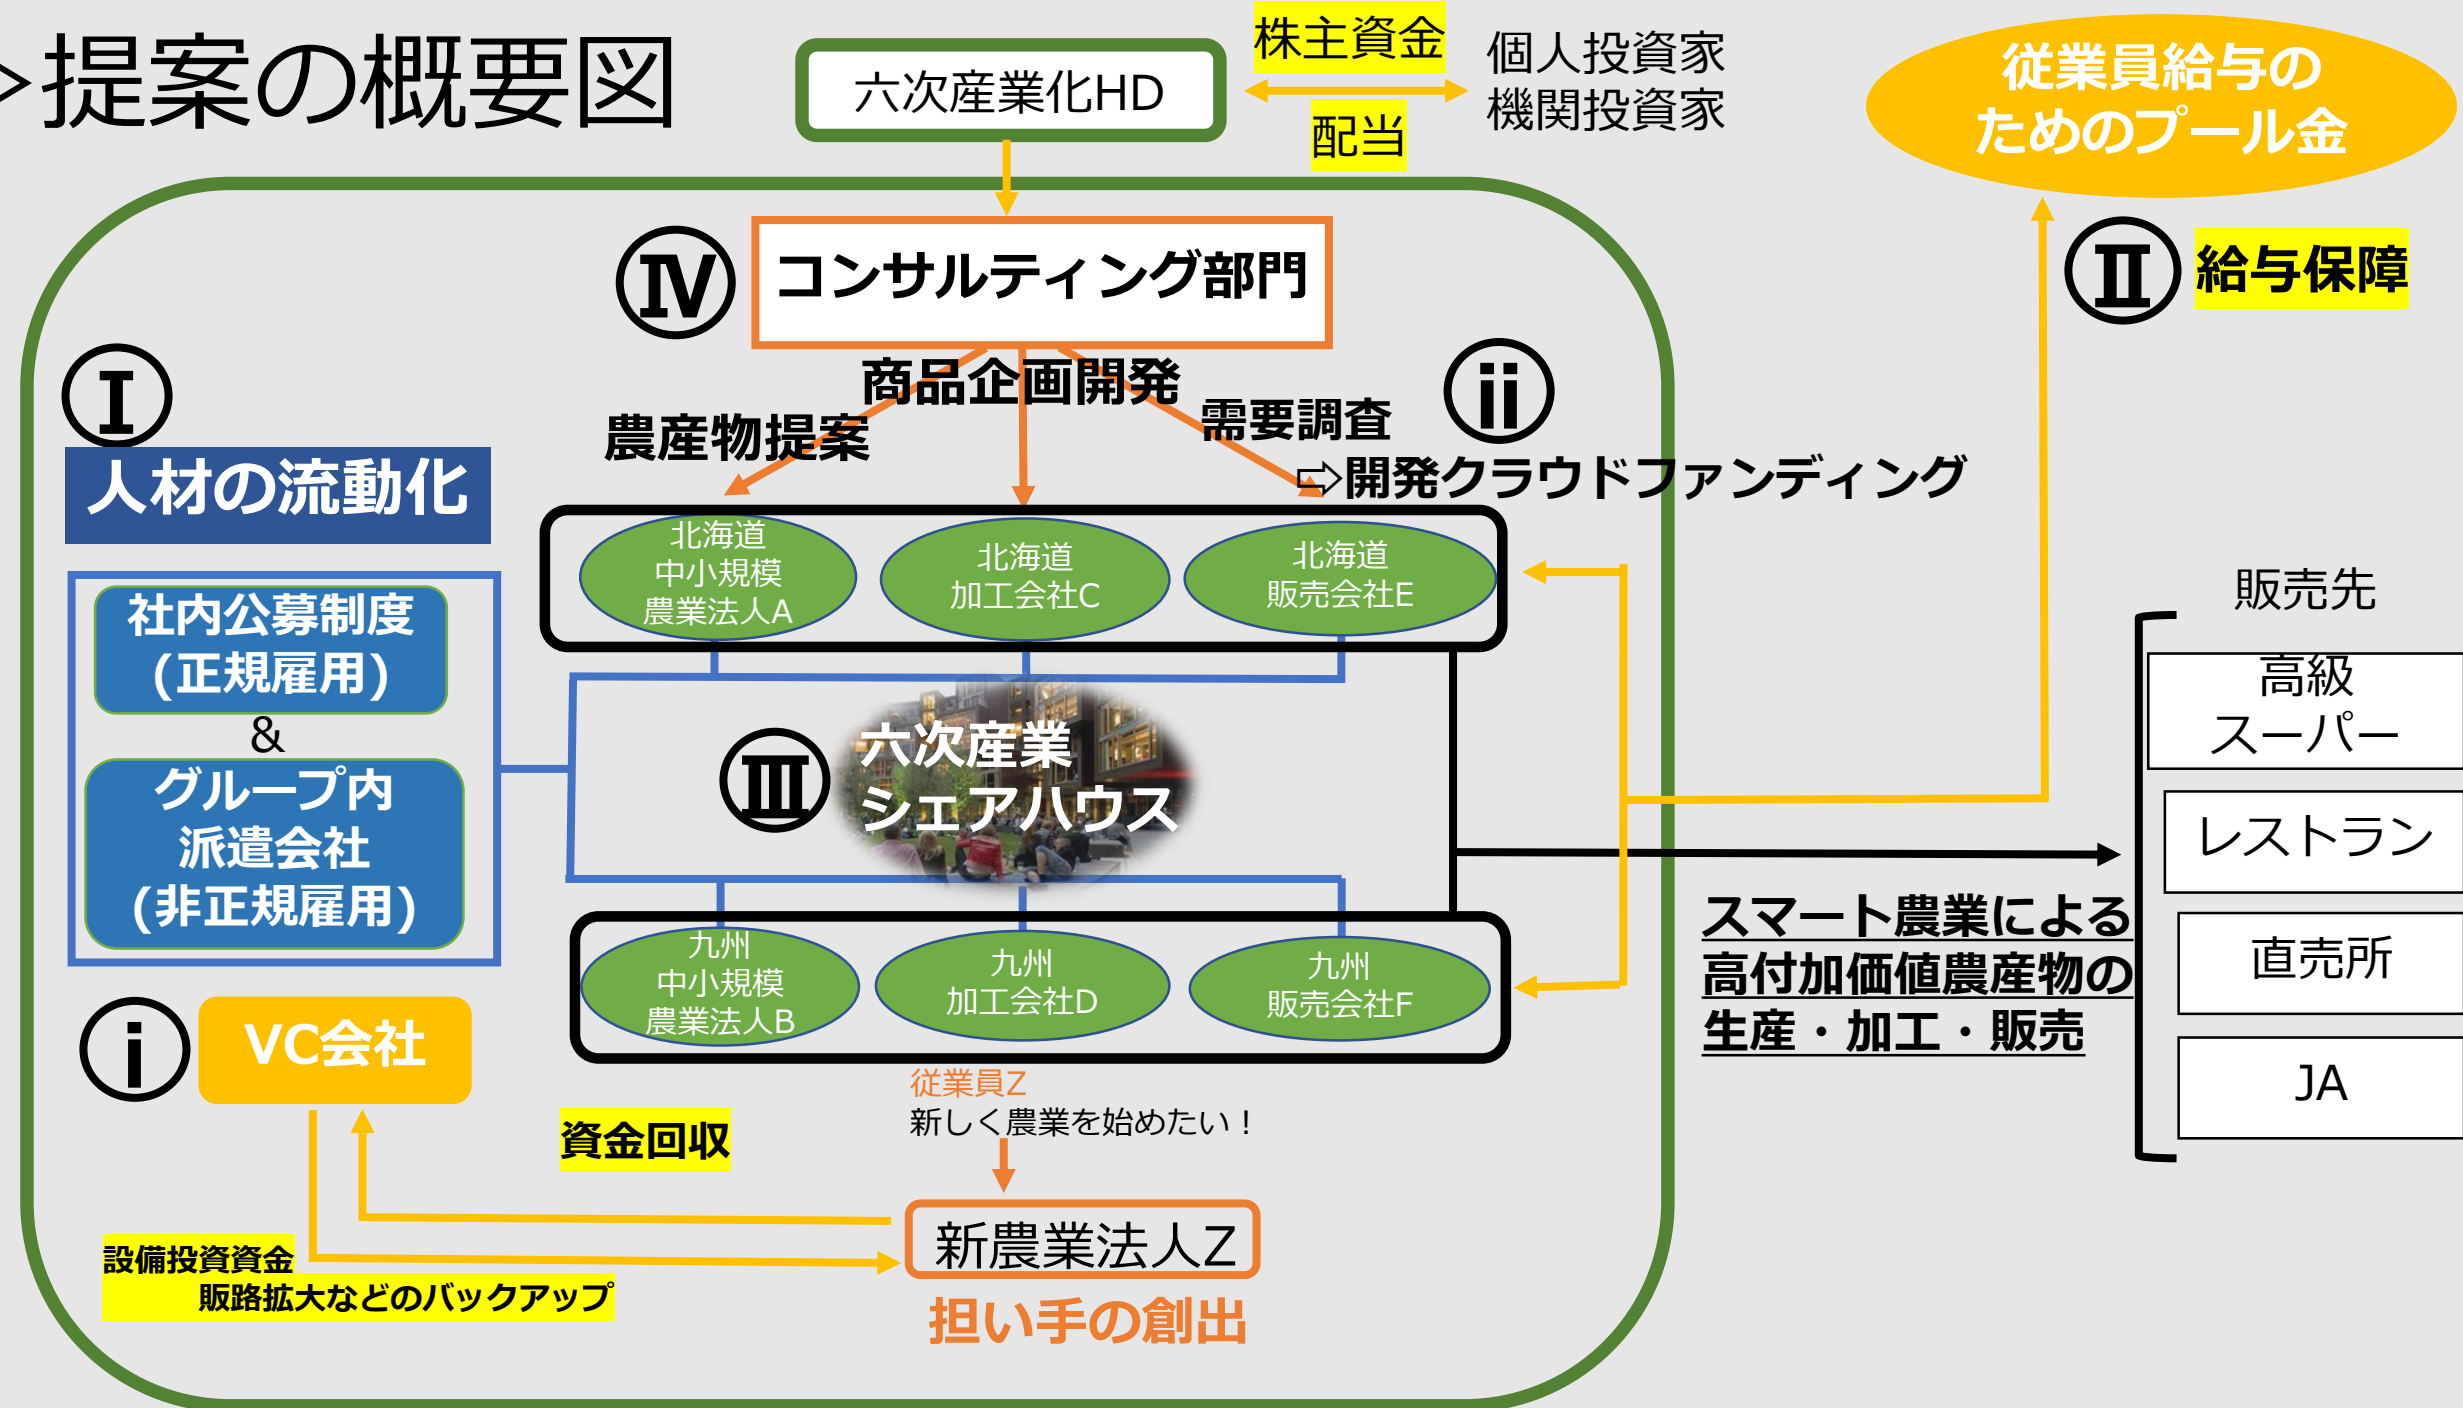 >提案の概要図
六次産業化HD
株主資金
配当
個人投資家
機関投資家
従業員給与の
ためのプール金
Ⅱ
給与保障
Ⅳ
コンサルティング部門
農産物提案
商品企画開発
需要調査
ⅱ
⇨開発クラウドファンディング
Ⅰ
人材の流動化
社内公募制度
(正規雇用)
&
グループ内
派遣会社
(非正規雇用)
北海道
中小規模
農業法人A
北海道
加工会社C
北海道
販売会社E
Ⅲ
六次産業
シェアハウス
九州
中小規模
農業法人B
九州
加工会社D
九州
販売会社F
販売先
高級
スーパー
レストラン
直売所
JA
スマート農業による
高付加価値農産物の
生産・加工・販売
ⅰ
VC会社
資金回収
設備投資資金
販路拡大などのバックアップ
従業員Z
新しく農業を始めたい！
新農業法人Z
担い手の創出